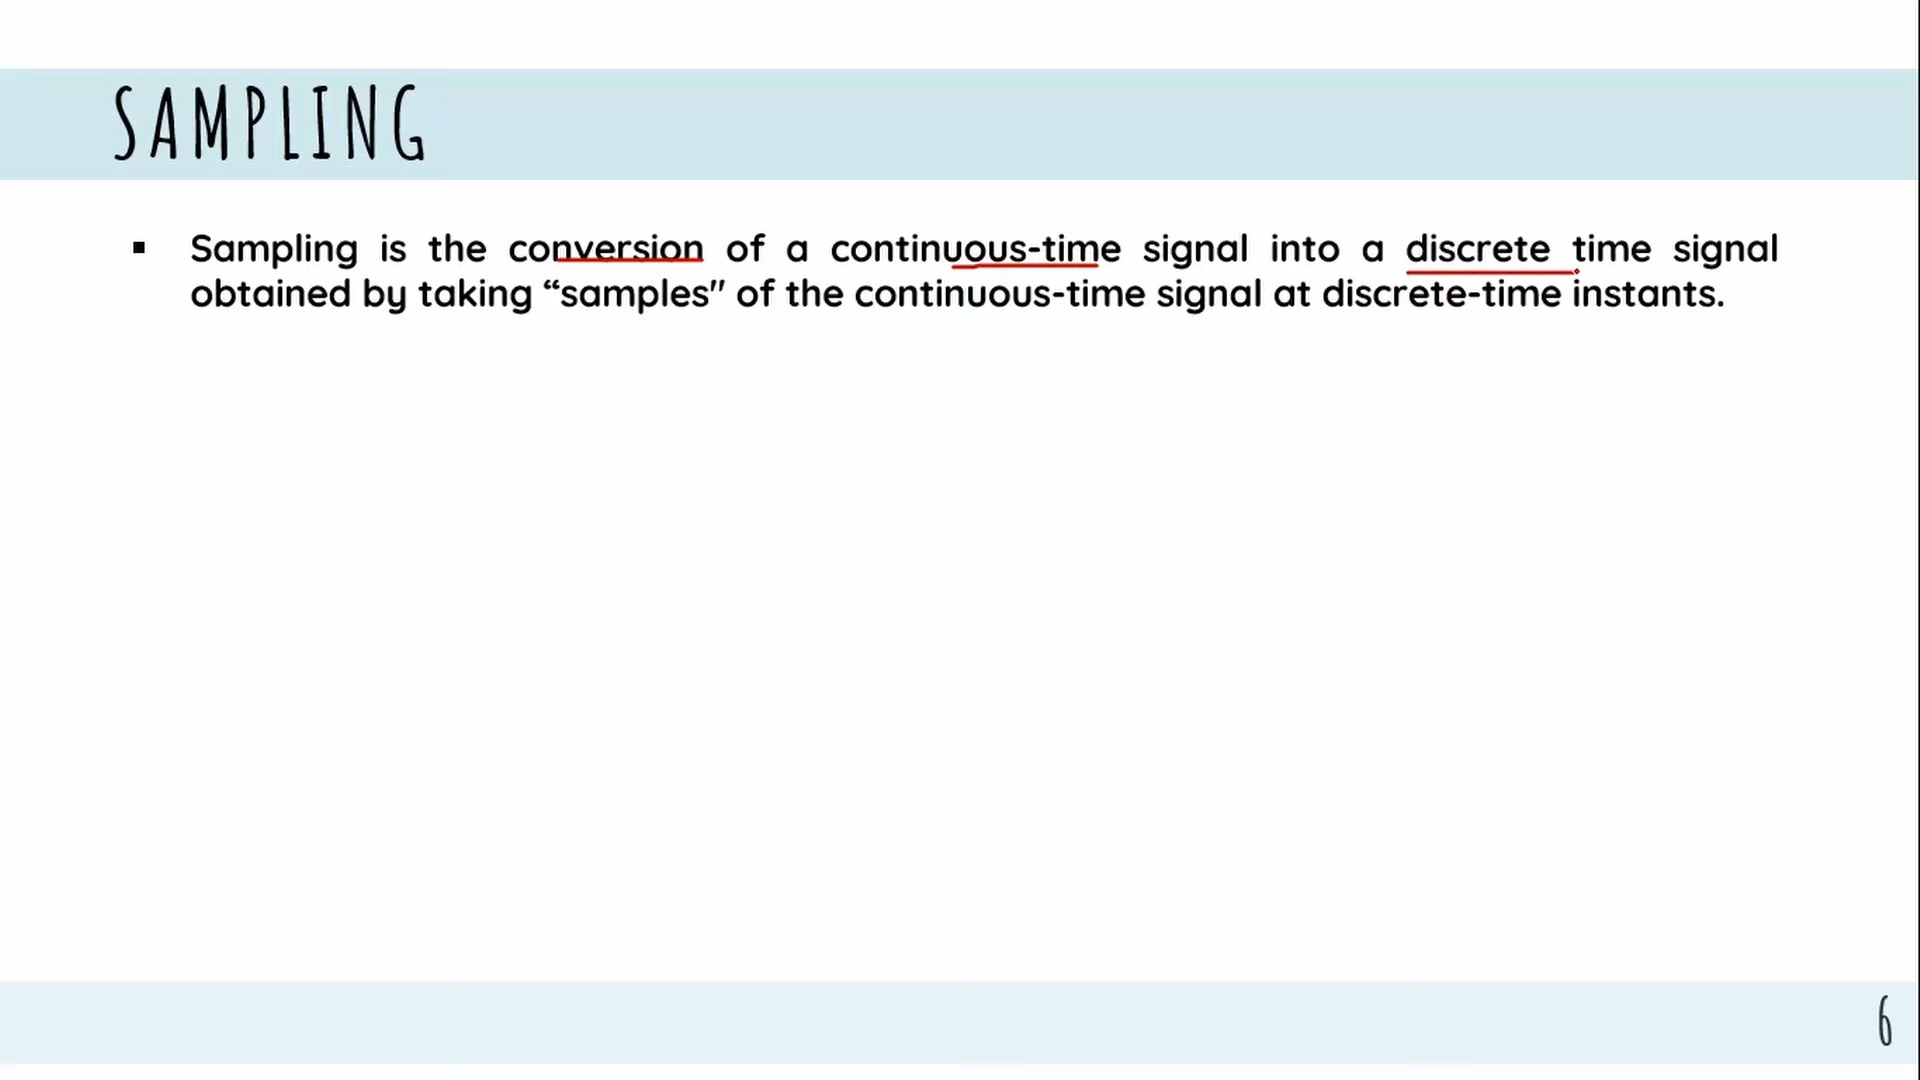 SAMPLING
▪ Sampling is the conversion of a continuous-time signal into a discrete time signal
obtained by taking “samples" of the continuous-time signal at discrete-time instants.
6